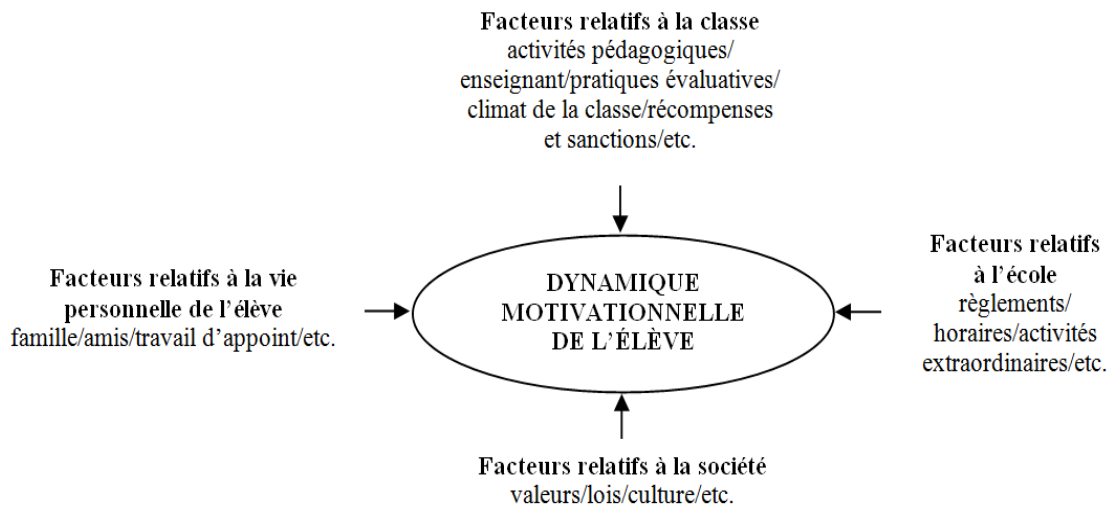 Facteurs relatifs à la classe
activités pédagogiques/
enseignant/pratiques évaluatives/
climat de la classe/récompenses
et sanctions/etc.
Facteurs relatifs à la vie
personnelle de l'élève
famille/amis/travail d'appoint/etc.
DYNAMIQUE
MOTIVATIONNELLE
DE L'ÉLÈVE
Facteurs relatifs
à l'école
règlements/
horaires/activités
extraordinaires/etc.
Facteurs relatifs à la société
valeurs/lois/culture/etc.